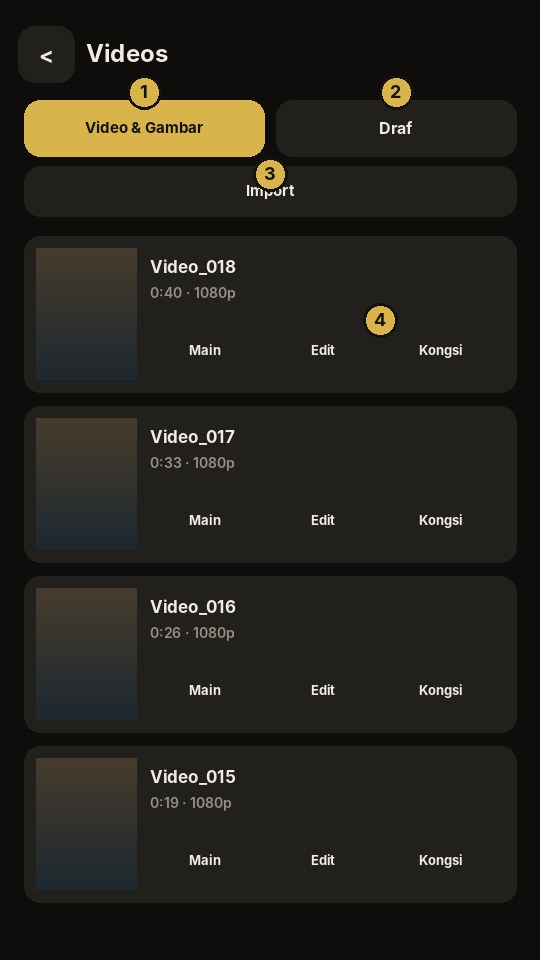 < Videos
1 2
Video & Gambar Draf
3
Import
Video_018
0:40 · 1080p
4
Main Edit Kongsi
Video_017
0:33 · 1080p
Main Edit Kongsi
Video_016
0:26 · 1080p
Main Edit Kongsi
Video_015
0:19 · 1080p
Main Edit Kongsi